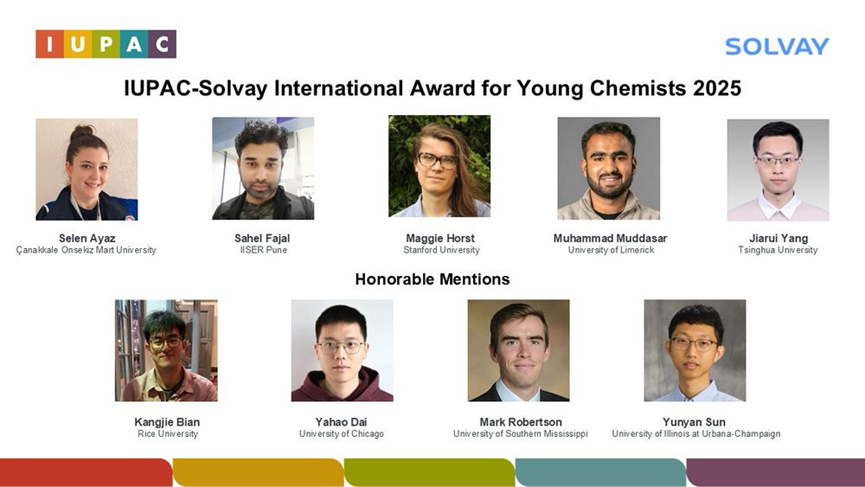 IUPAC
SOLVAY
IUPAC-Solvay International Award for Young Chemists 2025
Selen Ayaz
Çanakkale Onsekiz Mart University
Sahel Fajal
IISER Pune
Maggie Horst
Stanford University
Muhammad Muddasar
University of Limerick
Jiarui Yang
Tsinghua University
Honorable Mentions
Kangjie Bian
Rice University
Yahao Dai
University of Chicago
Mark Robertson
University of Southern Mississippi
Yunyan Sun
University of Illinois at Urbana-Champaign